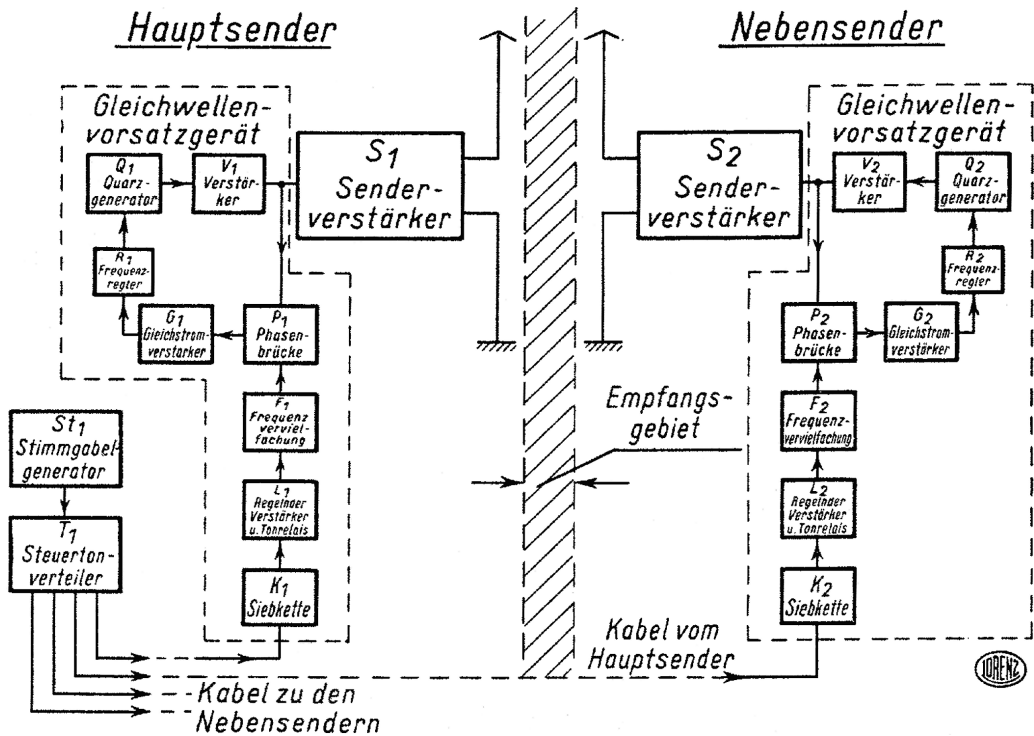 Hauptsender
Gleichwellen-
vorsatzgerät
Q1
Quarz-
generator
V1
Verstär-
ker
S1
Sender-
verstärker
R1
Frequenz-
regler
G1
Gleichstrom-
verstärker
P1
Phasen-
brücke
F1
Frequenz
verviel-
fachung
L1
Regelnder
Verstärker
u. Tonrelais
K1
Siebkette
St1
Stimmgabel-
generator
T1
Steuerton-
verteiler
Kabel zu den
Nebensendern
Empfangs-
gebiet
Kabel vom
Hauptsender
Nebensender
Gleichwellen-
vorsatzgerät
S2
Sender-
verstärker
V2
Verstär-
ker
Q2
Quarz-
generator
R2
Frequenz-
regler
P2
Phasen-
brücke
G2
Gleichstrom-
verstärker
F2
Frequenz-
vervielfachung
L2
Regelnder
Verstärker
u. Tonrelais
K2
Siebkette
LORENZ